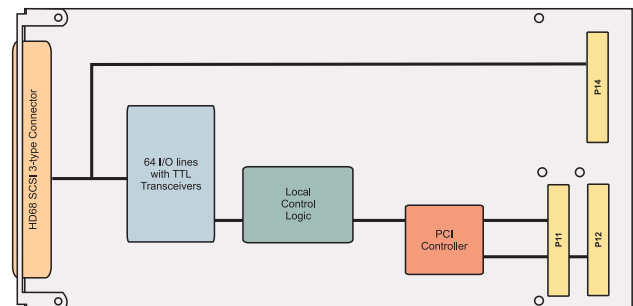 HD68 SCSI 3-type Connector
64 I/O lines
with TTL
Transceivers
Local
Control
Logic
PCI
Controller
P14
P11
P12